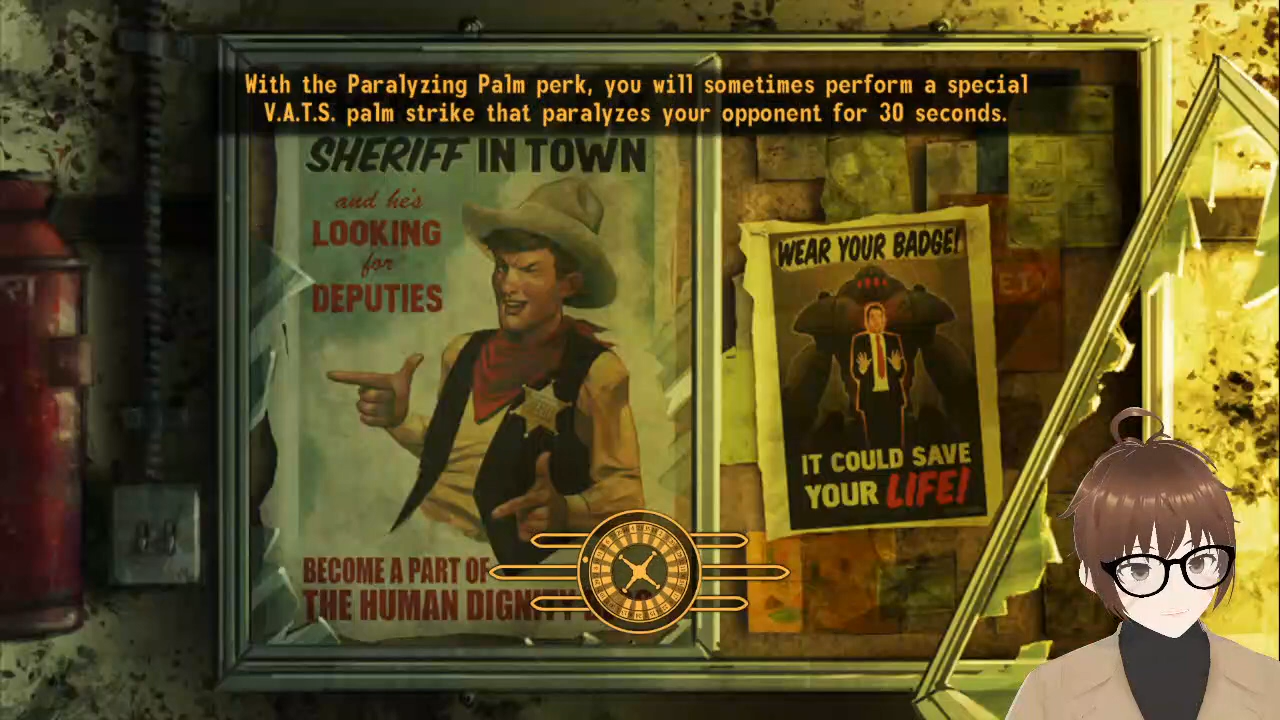 With the Paralyzing Palm perk, you will sometimes perform a special
V.A.T.S. palm strike that paralyzes your opponent for 30 seconds.
SHERIFF IN TOWN
and he's
LOOKING
for
DEPUTIES
BECOME A PART OF
THE HUMAN
WEAR YOUR BADGE!
IT COULD SAVE
YOUR LIFE!